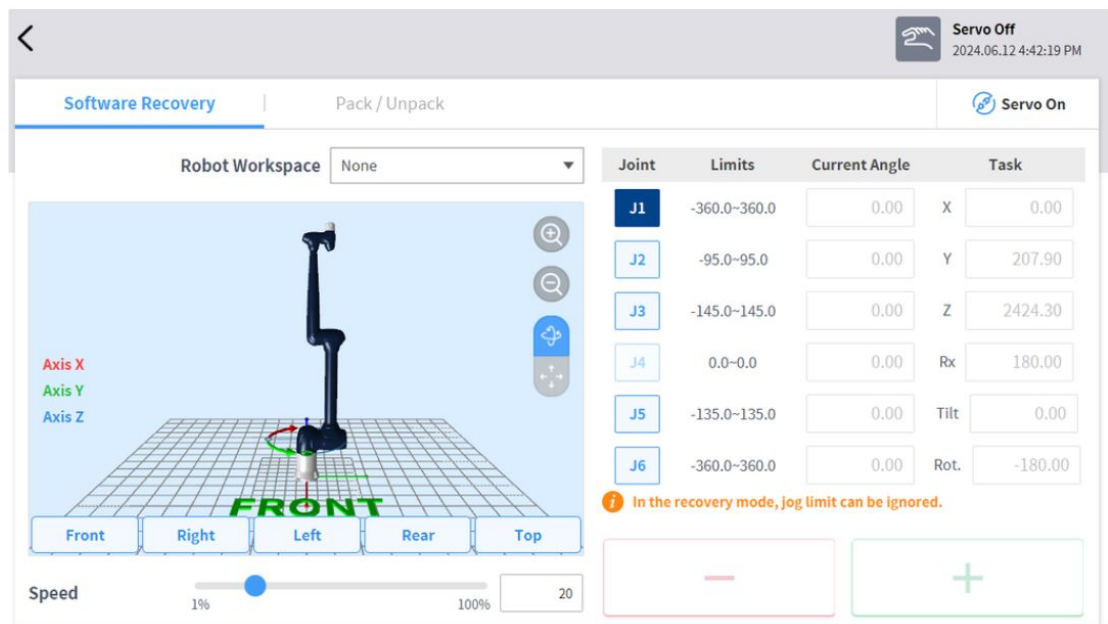 Servo Off
2024.06.12 4:42:19 PM
Software Recovery
Pack / Unpack
Servo On
Robot Workspace None
Joint Limits Current Angle Task
J1 -360.0~360.0 0.00 X 0.00
J2 -95.0~95.0 0.00 Y 207.90
J3 -145.0~145.0 0.00 Z 2424.30
J4 0.0~0.0 0.00 Rx 180.00
J5 -135.0~135.0 0.00 Tilt 0.00
J6 -360.0~360.0 0.00 Rot. -180.00
In the recovery mode, jog limit can be ignored.
Axis X
Axis Y
Axis Z
FRONT
Front Right Left Rear Top
Speed 1% 100% 20